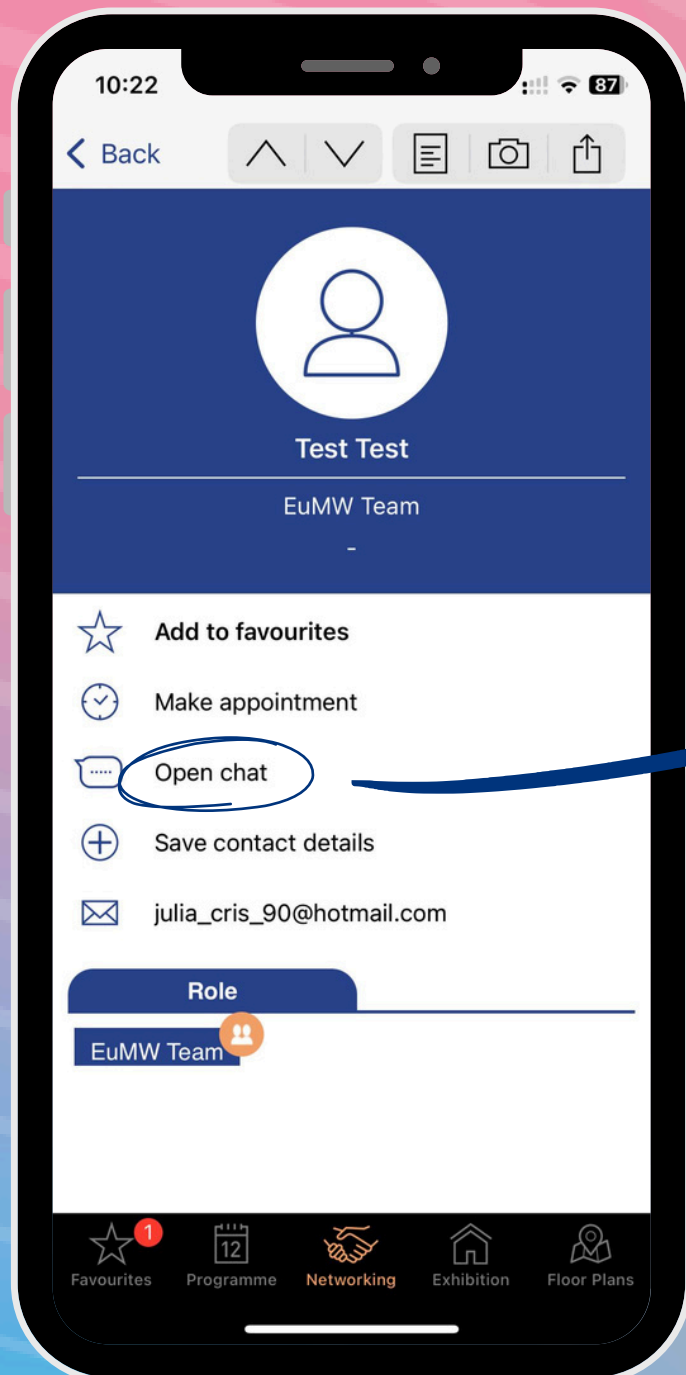 10:22
87
Back
Test Test
EuMW Team
-
Add to favourites
Make appointment
Open chat
Save contact details
julia_cris_90@hotmail.com
Role
EuMW Team
1
12
Favourites Programme Networking Exhibition Floor Plans